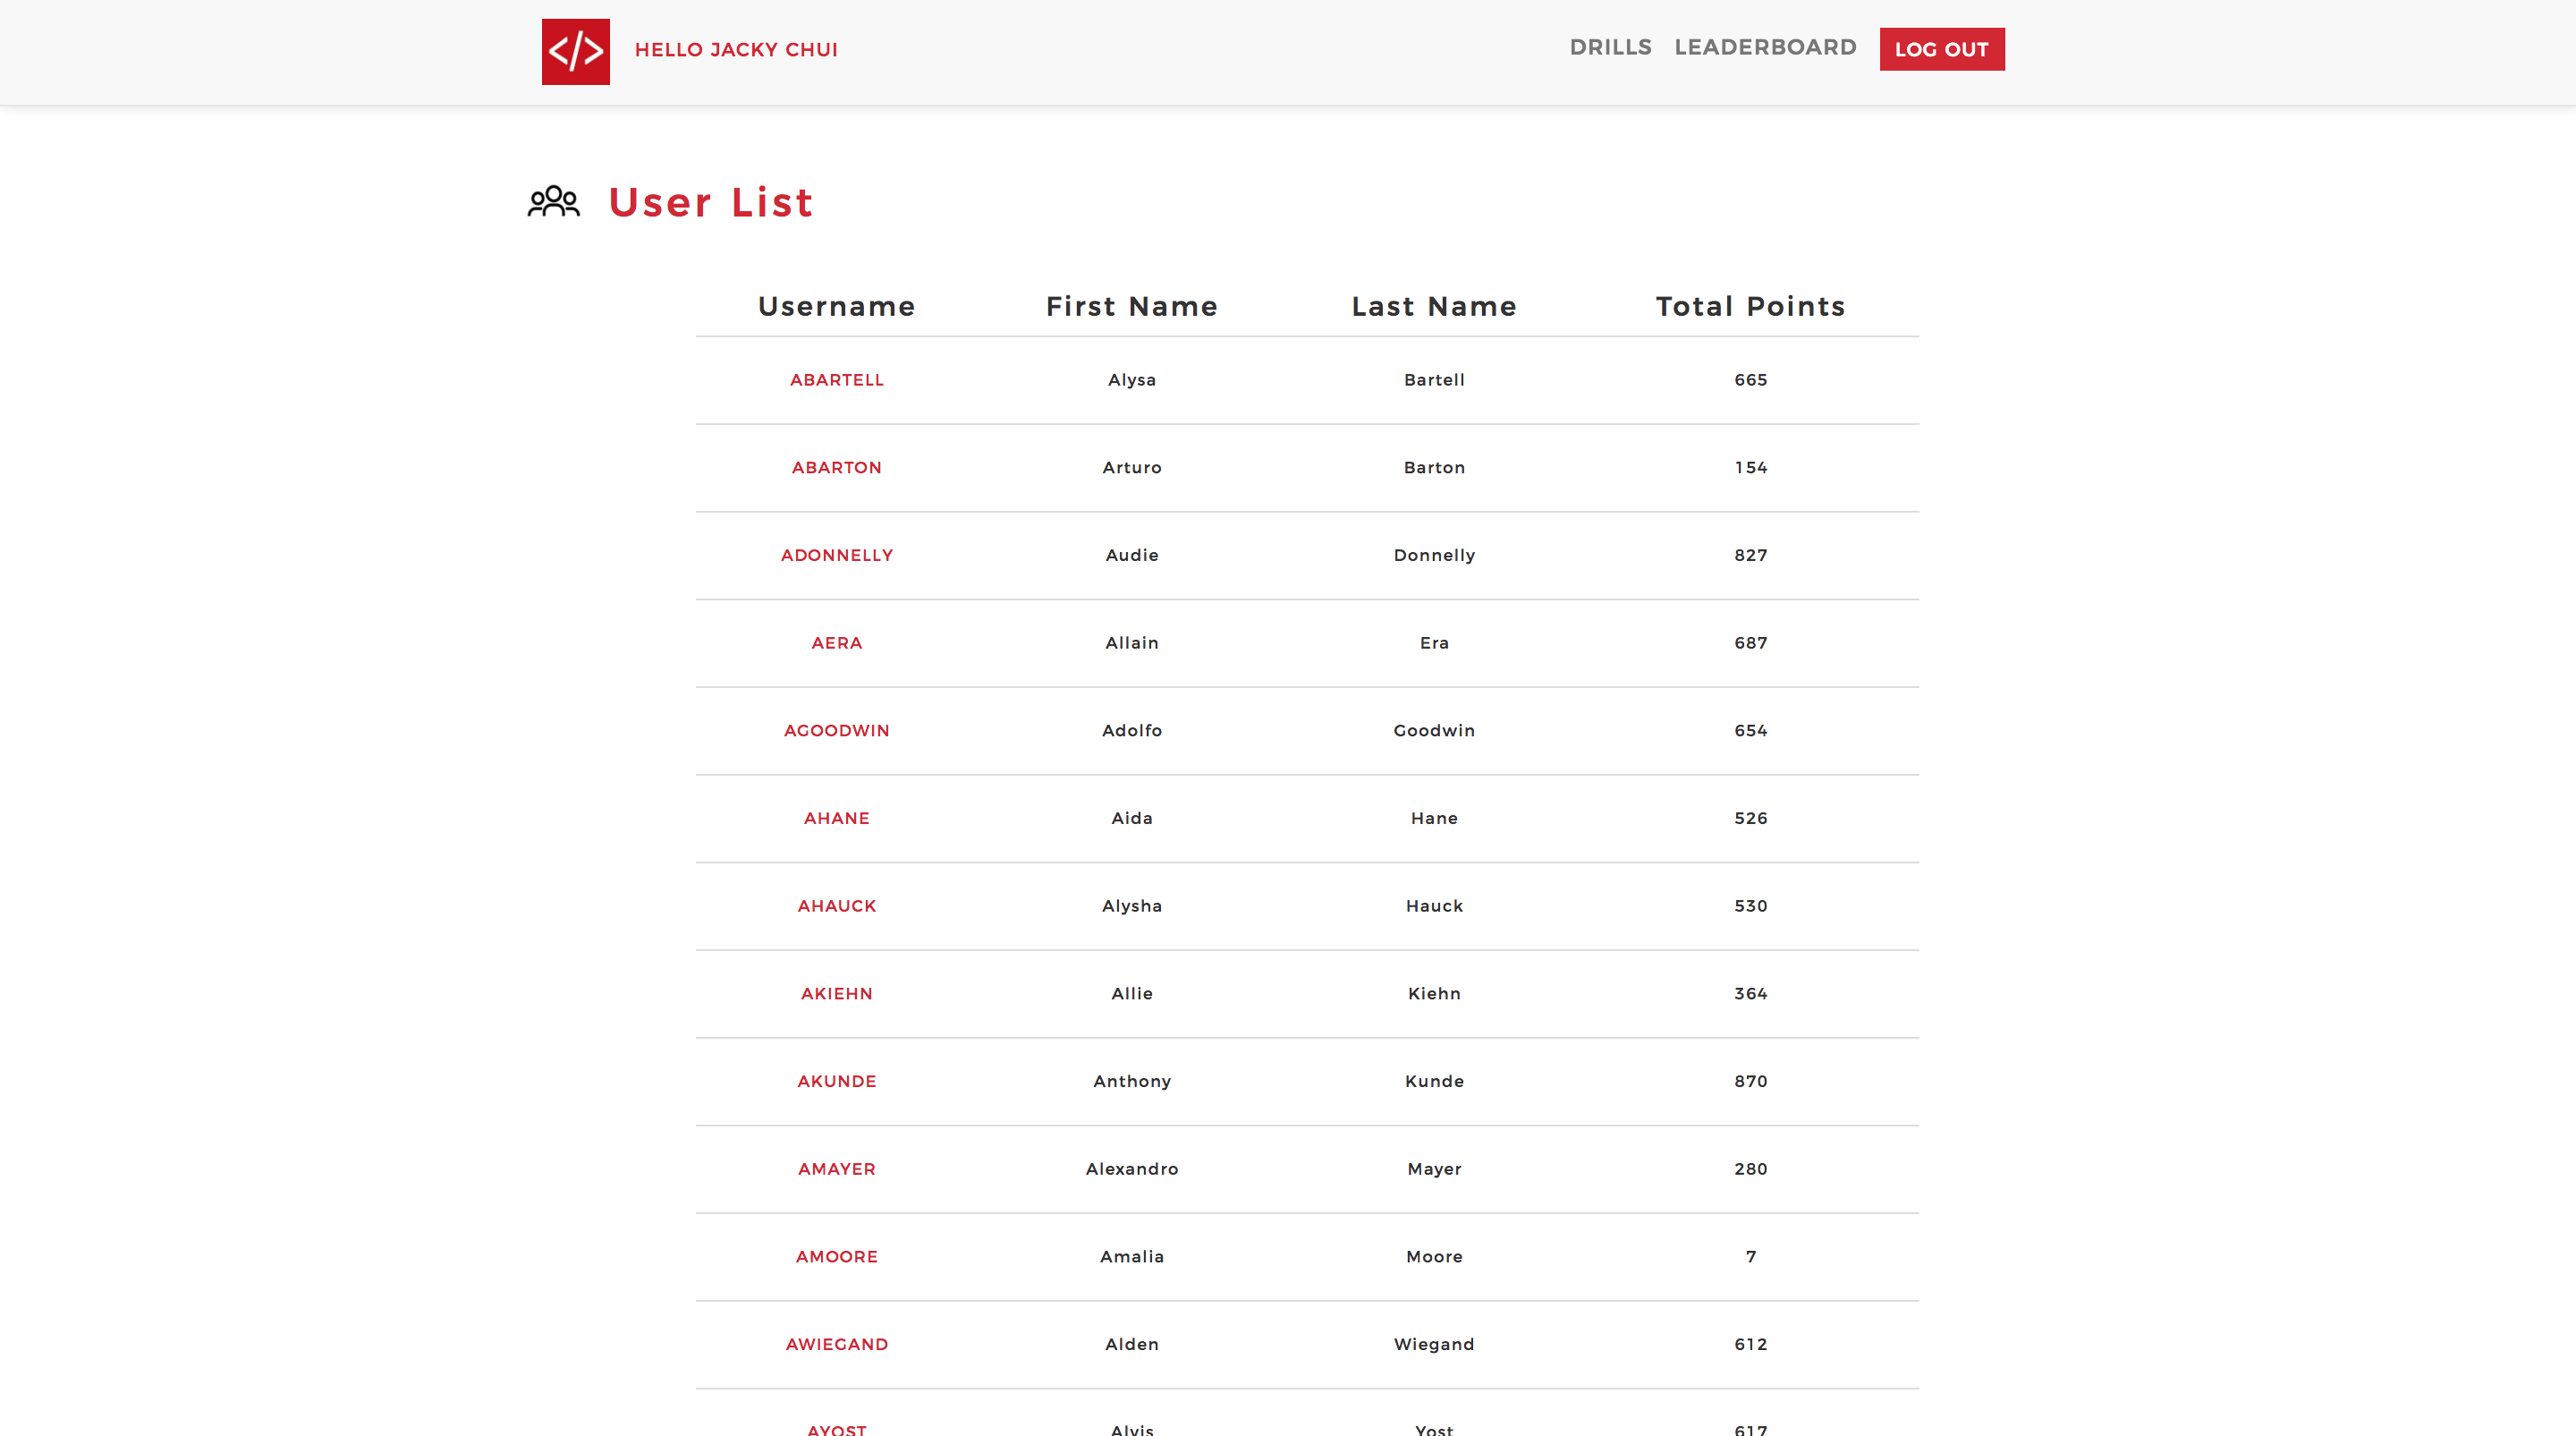 </> HELLO JACKY CHUI DRILLS LEADERBOARD LOG OUT
User List
Username First Name Last Name Total Points
ABARTELL Alysa Bartell 665
ABARTON Arturo Barton 154
ADONNELLY Audie Donnelly 827
AERA Allain Era 687
AGOODWIN Adolfo Goodwin 654
AHANE Aida Hane 526
AHAUCK Alysha Hauck 530
AKIEHN Allie Kiehn 364
AKUNDE Anthony Kunde 870
AMAYER Alexandro Mayer 280
AMOORE Amalia Moore 7
AWIEGAND Alden Wiegand 612
AYOST Alvis Yost 617